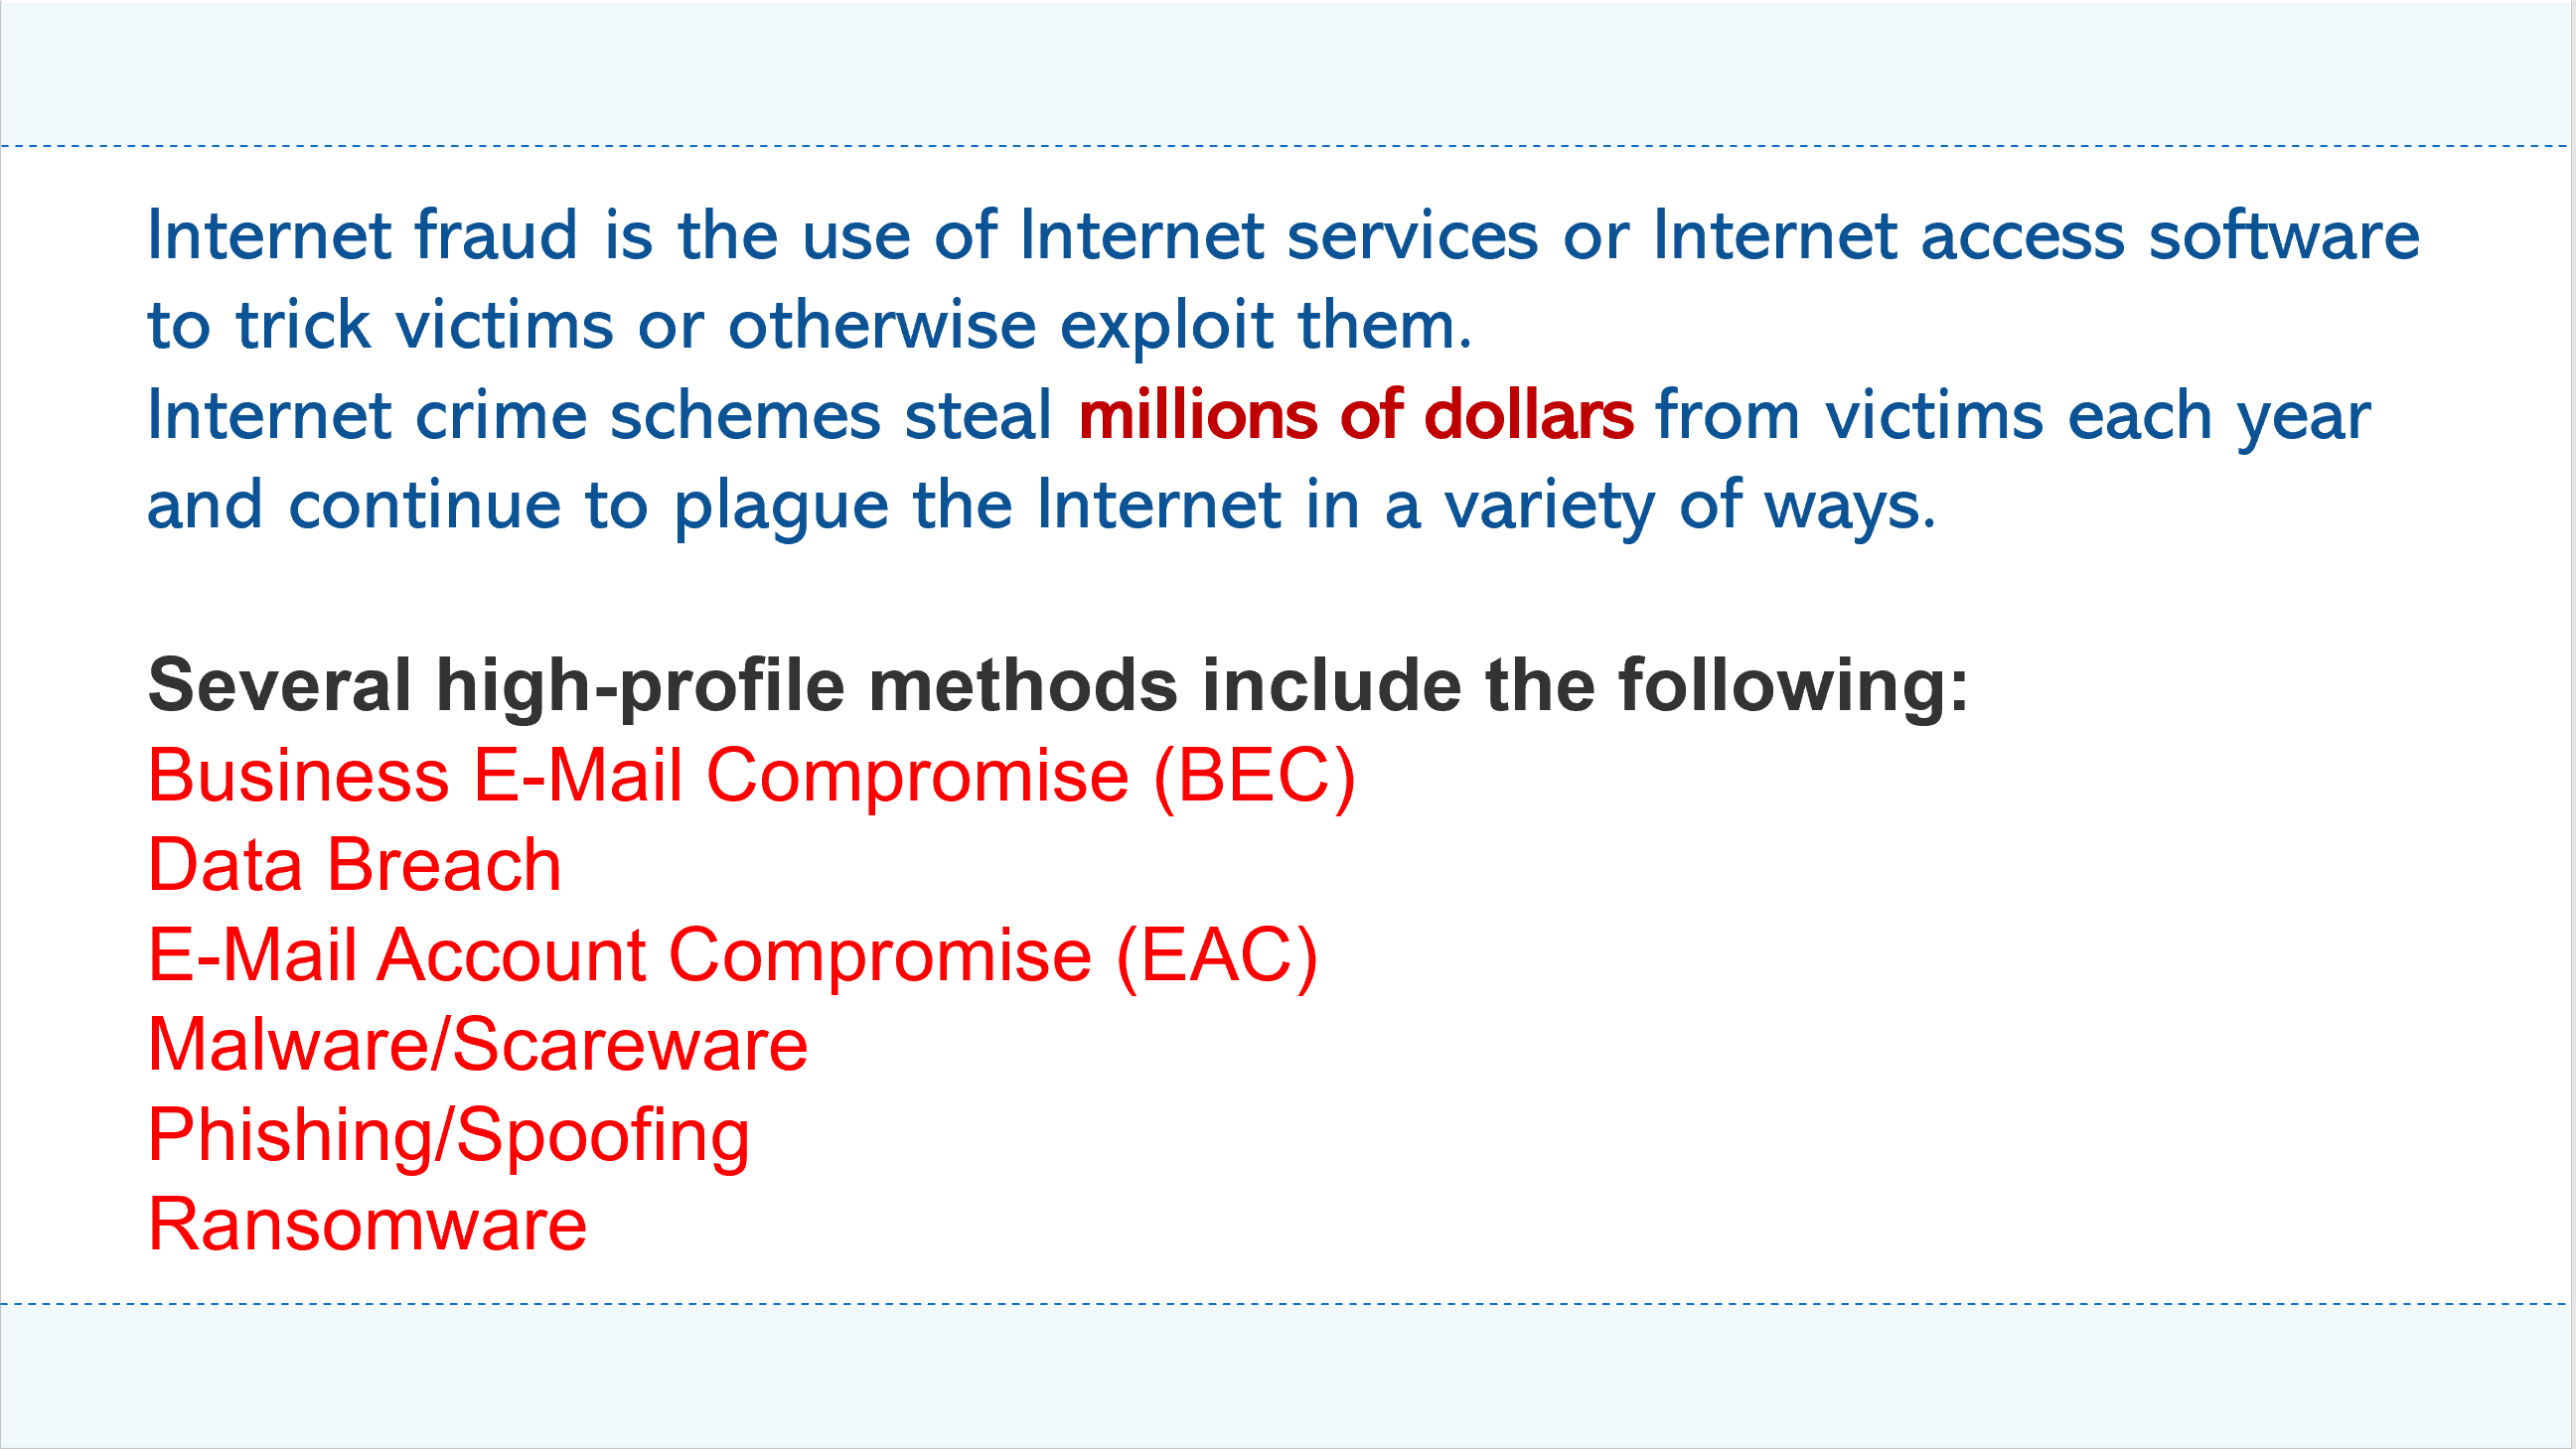 Internet fraud is the use of Internet services or Internet access software
to trick victims or otherwise exploit them.
Internet crime schemes steal millions of dollars from victims each year
and continue to plague the Internet in a variety of ways.
Several high-profile methods include the following:
Business E-Mail Compromise (BEC)
Data Breach
E-Mail Account Compromise (EAC)
Malware/Scareware
Phishing/Spoofing
Ransomware